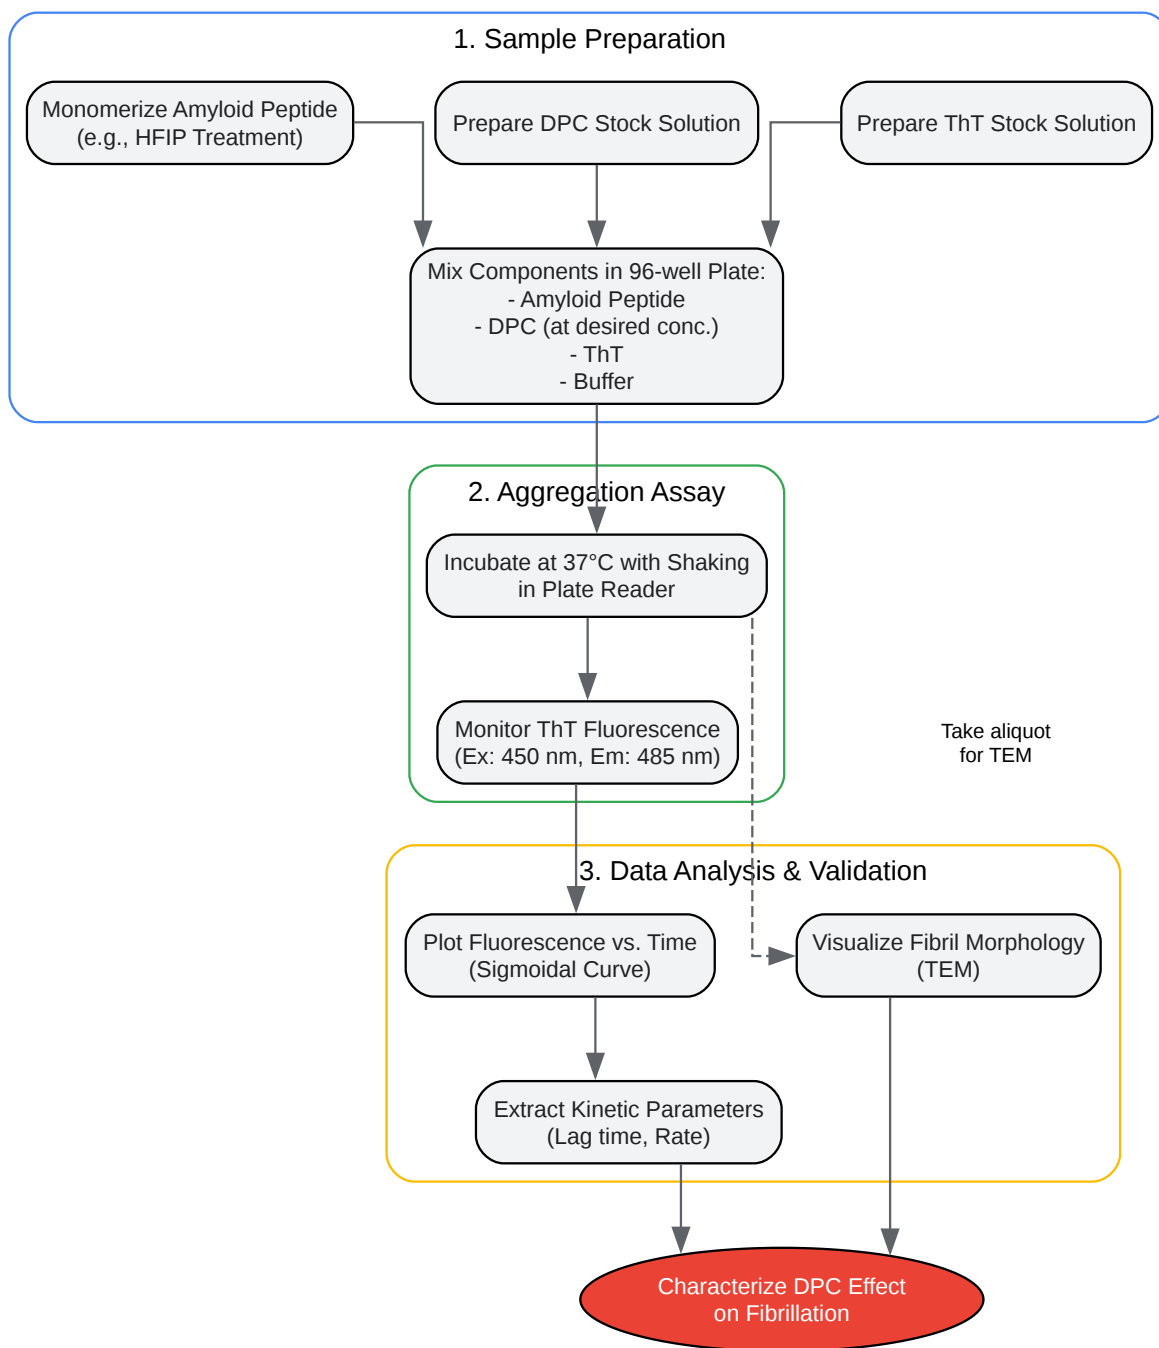 1. Sample Preparation
Monomerize Amyloid Peptide
(e.g., HFIP Treatment)
Prepare DPC Stock Solution
Prepare ThT Stock Solution
Mix Components in 96-well Plate:
- Amyloid Peptide
- DPC (at desired conc.)
- ThT
- Buffer
2. Aggregation Assay
Incubate at 37°C with Shaking
in Plate Reader
Monitor ThT Fluorescence
(Ex: 450 nm, Em: 485 nm)
Take aliquot
for TEM
3. Data Analysis & Validation
Plot Fluorescence vs. Time
(Sigmoidal Curve)
Visualize Fibril Morphology
(TEM)
Extract Kinetic Parameters
(Lag time, Rate)
Characterize DPC Effect
on Fibrillation